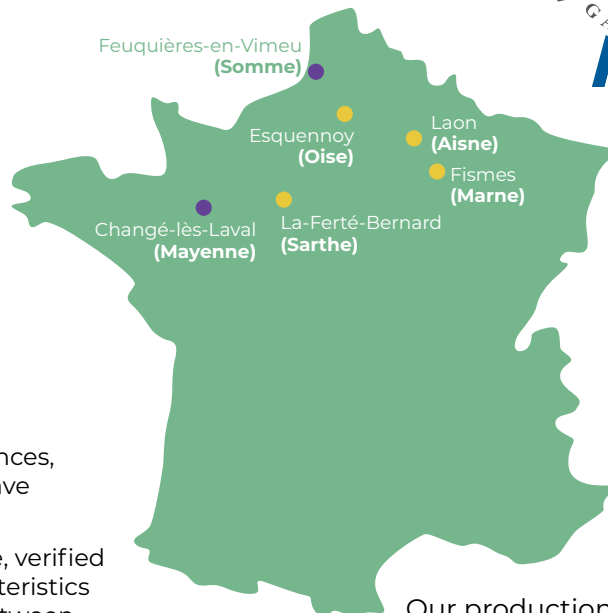 Feuquières-en-Vimeu
(Somme)
Esquennoy
(Oise)
Laon
(Aisne)
Fismes
(Marne)
Changé-lès-Laval
(Mayenne)
La-Ferté-Bernard
(Sarthe)
nces,
ve
, verified
teristics
Our production